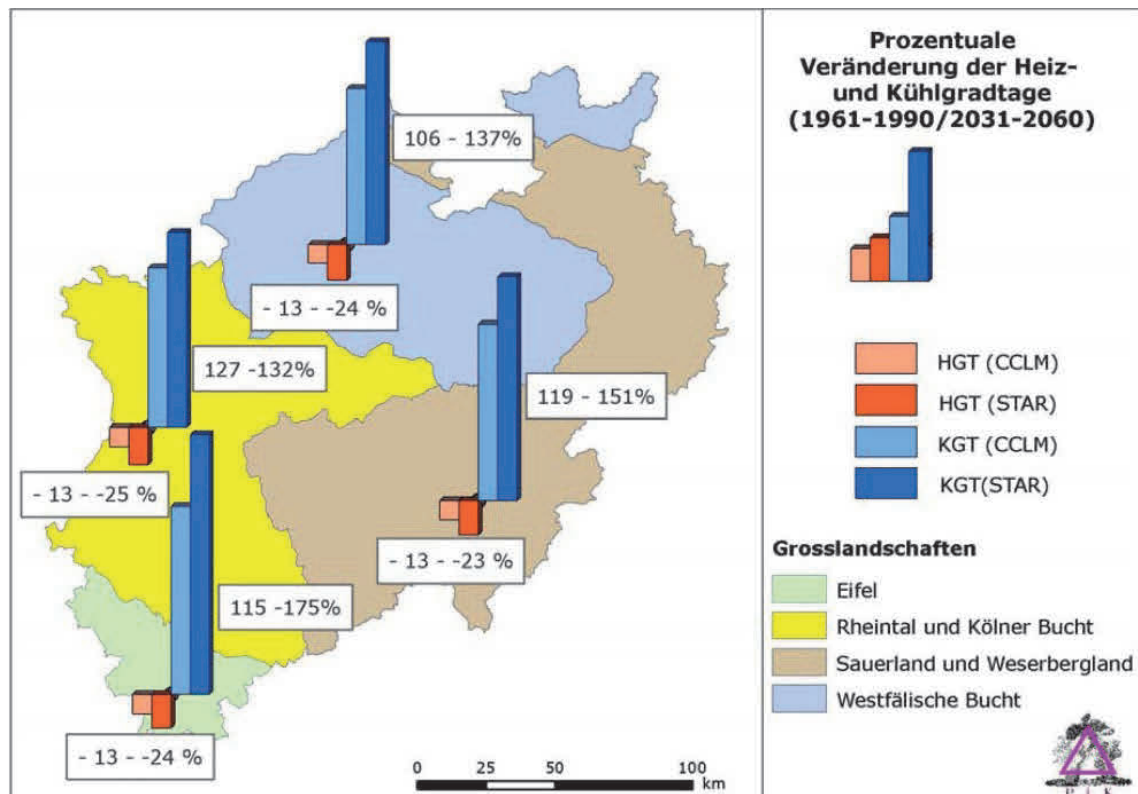 106 - 137%
- 13 - -24 %
127 -132%
119 - 151%
- 13 - -25 %
- 13 - -23 %
115 -175%
- 13 - -24 %
0 25 50 100
km
Prozentuale
Veränderung der Heiz-
und Kühlgradtage
(1961-1990/2031-2060)
HGT (CCLM)
HGT (STAR)
KGT (CCLM)
KGT(STAR)
Grosslandschaften
Eifel
Rheintal und Kölner Bucht
Sauerland und Weserbergland
Westfälische Bucht
P I K